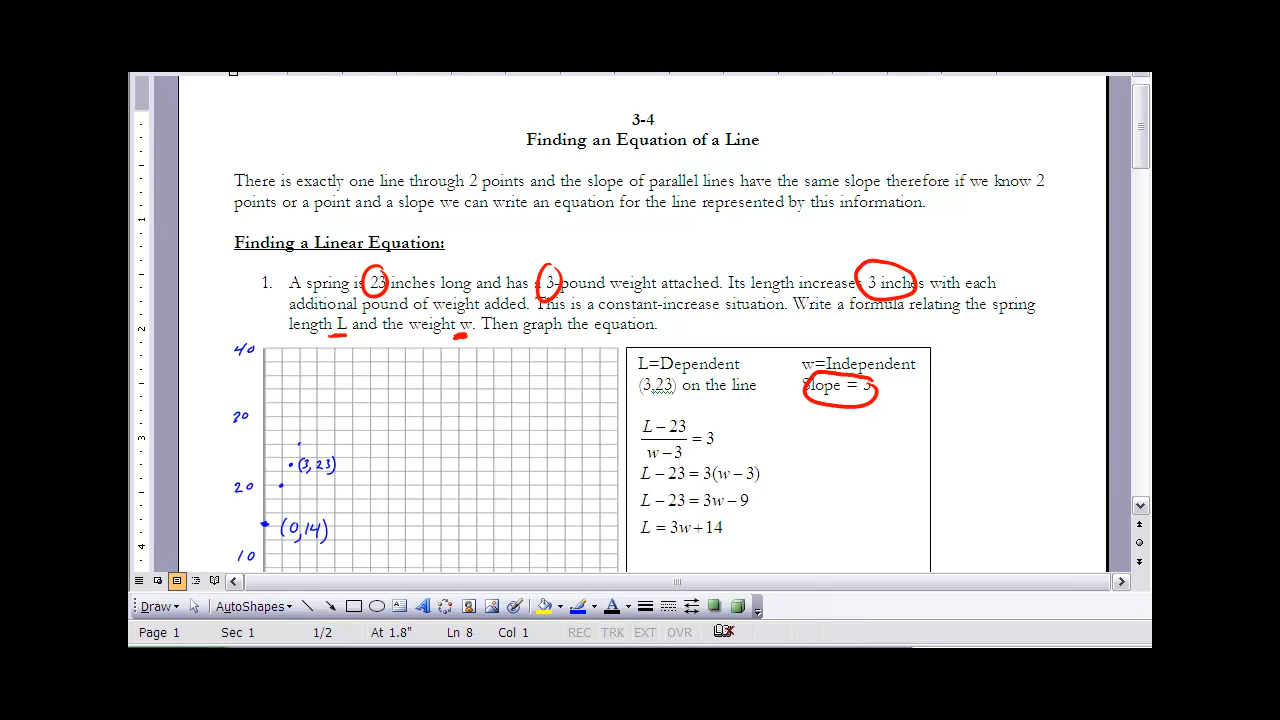 3-4
Finding an Equation of a Line
There is exactly one line through 2 points and the slope of parallel lines have the same slope therefore if we know 2
points or a point and a slope we can write an equation for the line represented by this information.
Finding a Linear Equation:
1. A spring is 23 inches long and has a 3-pound weight attached. Its length increases 3 inches with each
additional pound of weight added. This is a constant-increase situation. Write a formula relating the spring
length L and the weight w. Then graph the equation.
40
30
(3,23)
20
(0,14)
10
L=Dependent w=Independent
(3,23) on the line Slope = 3
L – 23
w – 3
= 3
L – 23 = 3(w – 3)
L – 23 = 3w – 9
L = 3w + 14
Draw AutoShapes
Page 1 Sec 1 1/2 At 1.8" Ln 8 Col 1 REC TRK EXT OVR